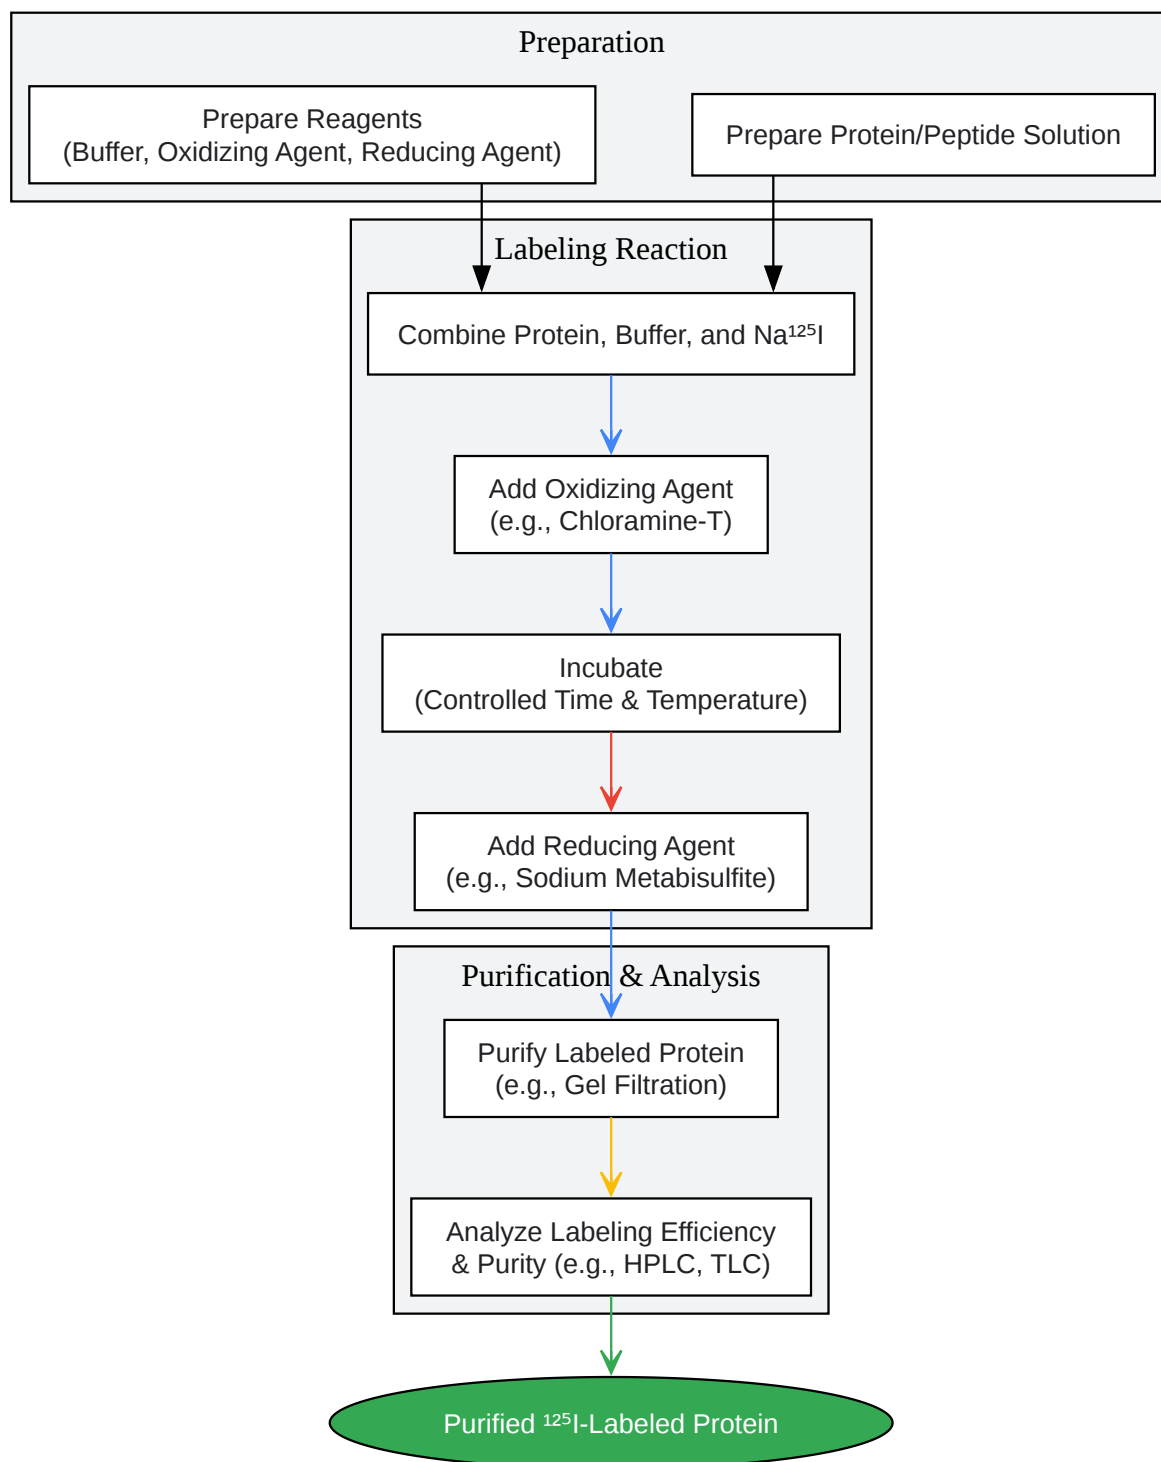 Preparation
Prepare Reagents
(Buffer, Oxidizing Agent, Reducing Agent)
Prepare Protein/Peptide Solution
Labeling Reaction
Combine Protein, Buffer, and Na¹²⁵I
Add Oxidizing Agent
(e.g., Chloramine-T)
Incubate
(Controlled Time & Temperature)
Add Reducing Agent
(e.g., Sodium Metabisulfite)
Purification & Analysis
Purify Labeled Protein
(e.g., Gel Filtration)
Analyze Labeling Efficiency
& Purity (e.g., HPLC, TLC)
Purified ¹²⁵I-Labeled Protein